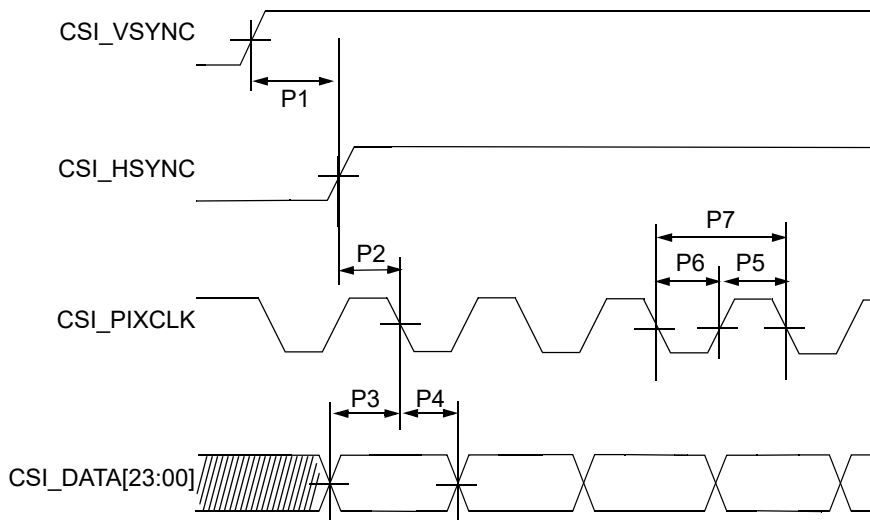 CSI_VSYNC
P1
CSI_HSYNC
P7
P2
P6
P5
CSI_PIXCLK
P3
P4
CSI_DATA[23:00]